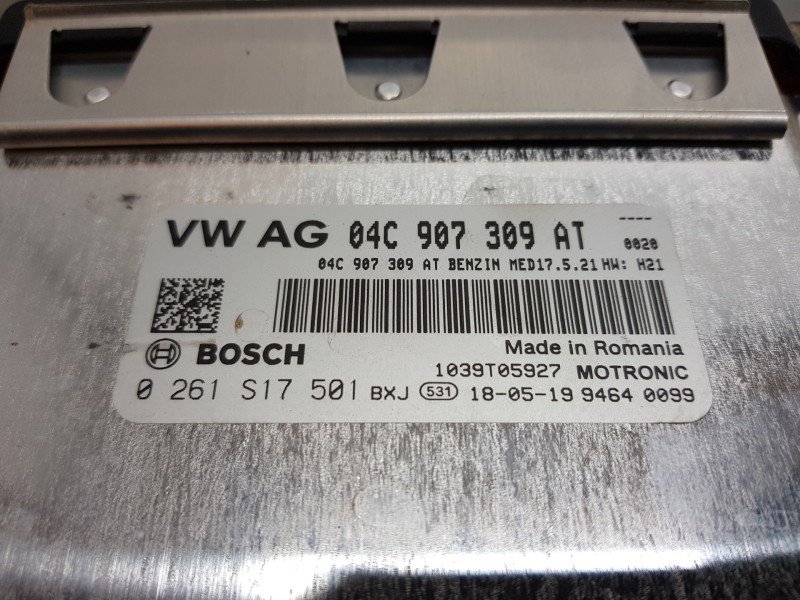 VW AG 04C 907 309 AT ---- 0020
04C 907 309 AT BENZIN MED17.5.21 HW: H21
BOSCH Made in Romania
1039T05927 MOTRONIC
0 261 S17 501 BXJ 531 18-05-19 9464 0099